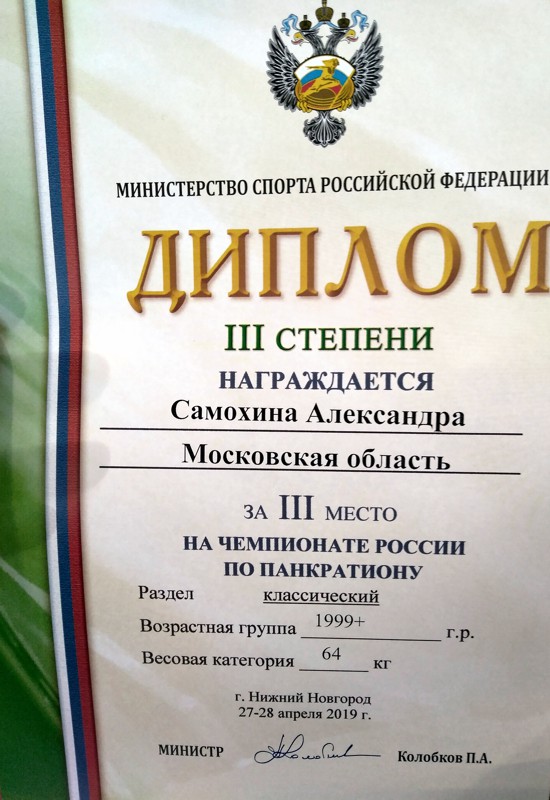 МИНИСТЕРСТВО СПОРТА РОССИЙСКОЙ ФЕДЕРАЦИИ
ДИПЛОМ
III СТЕПЕНИ
НАГРАЖДАЕТСЯ
Самохина Александра
Московская область
ЗА III МЕСТО
НА ЧЕМПИОНАТЕ РОССИИ
ПО ПАНКРАТИОНУ
Раздел классический
Возрастная группа 1999+ г.р.
Весовая категория 64 кг
г. Нижний Новгород
27-28 апреля 2019 г.
МИНИСТР Колобков П.А.